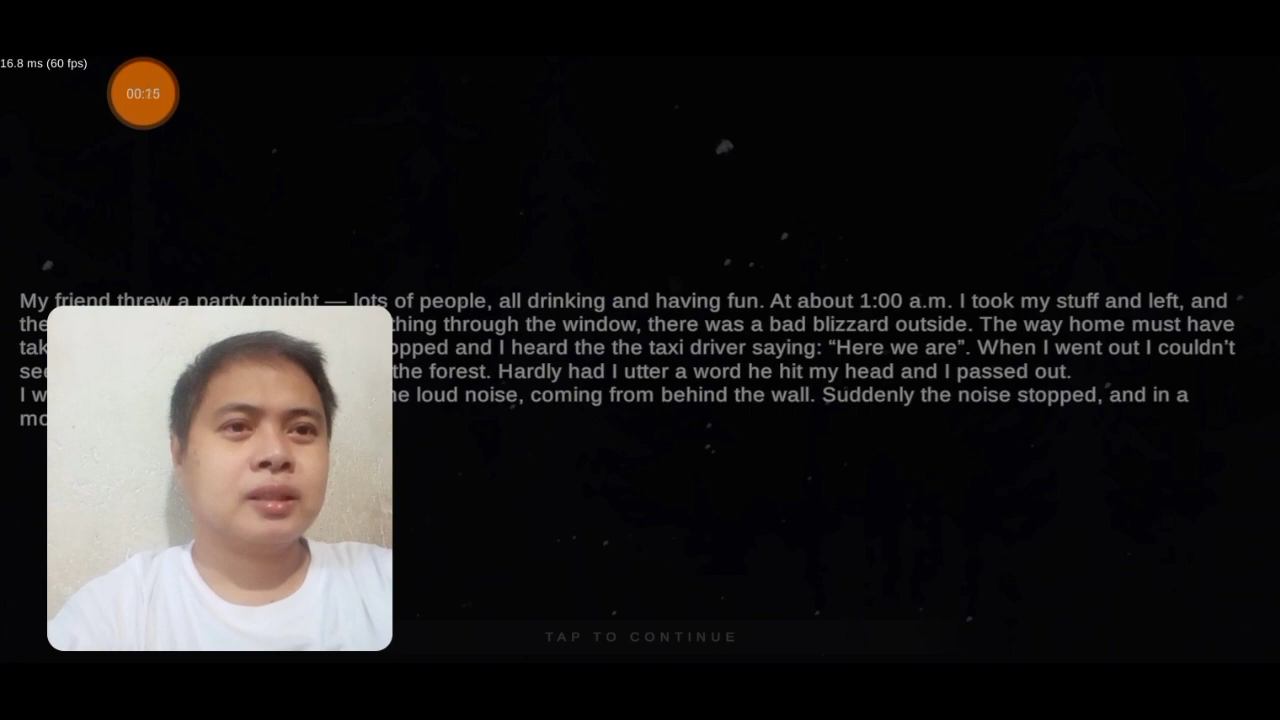 16.8 ms (60 fps)
00:15
My friend threw a party tonight — lots of people, all drinking and having fun. At about 1:00 a.m. I took my stuff and left, and
thing through the window, there was a bad blizzard outside. The way home must have
opped and I heard the the taxi driver saying: “Here we are”. When I went out I couldn’t
the forest. Hardly had I utter a word he hit my head and I passed out.
I w he loud noise, coming from behind the wall. Suddenly the noise stopped, and in a
mo
TAP TO CONTINUE